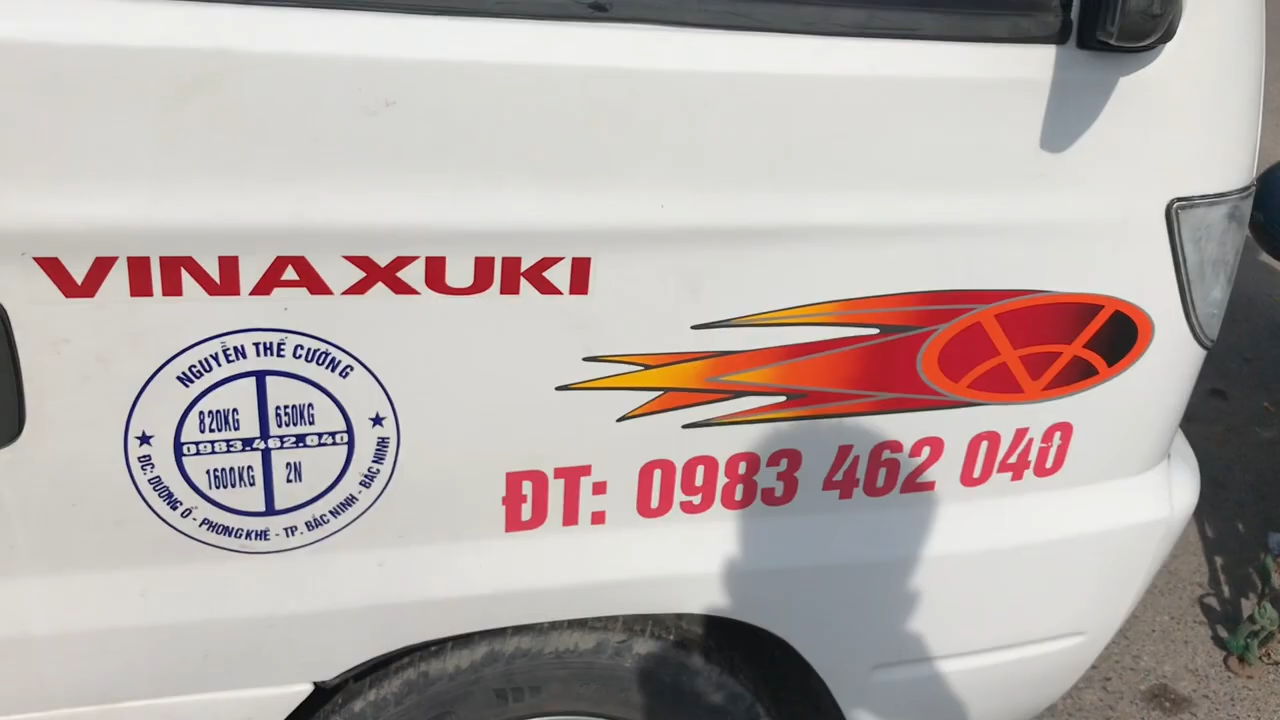 VINAXUKI
NGUYỄN THẾ CƯỜNG
820KG 650KG
0983.462.040
1600KG 2N
ĐC: DƯƠNG Ổ - PHONG KHÊ - TP. BẮC NINH - BẮC NINH
ĐT: 0983 462 040